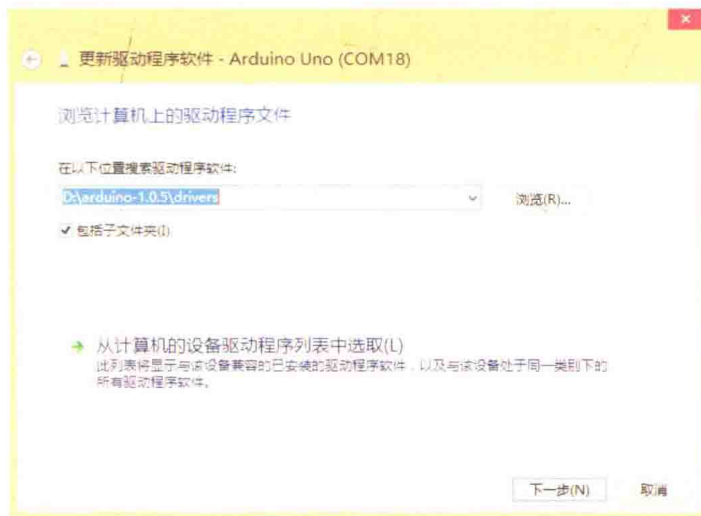 更新驱动程序软件 - Arduino Uno (COM18)
浏览计算机上的驱动程序文件
在以下位置搜索驱动程序软件:
D:\arduino-1.0.5\drivers
浏览(R)...
包括子文件夹(I)
从计算机的设备驱动程序列表中选取(L)
此列表将显示与该设备兼容的已安装的驱动程序软件，以及与该设备处于同一类别下的
所有驱动程序软件。
下一步(N)
取消